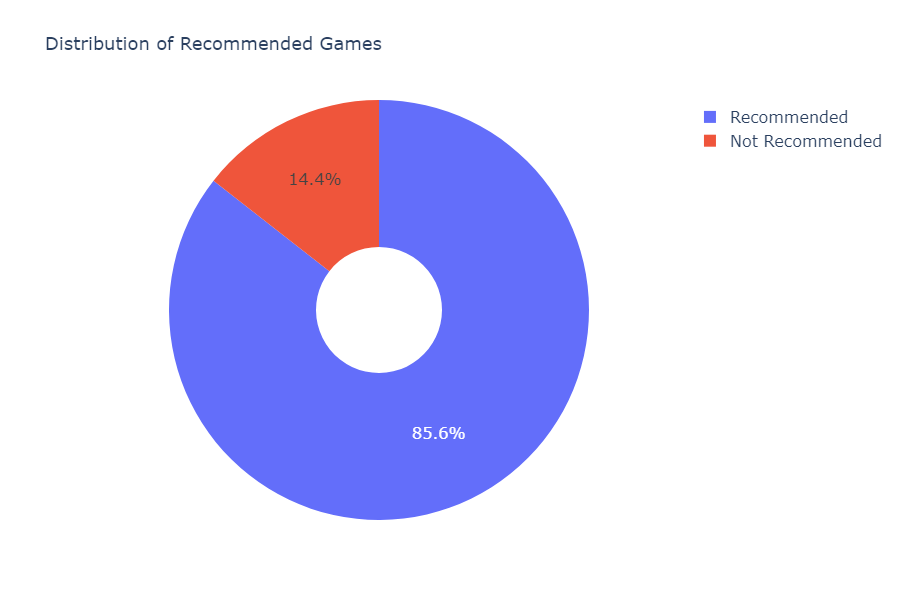 Distribution of Recommended Games
Recommended
Not Recommended
14.4%
85.6%